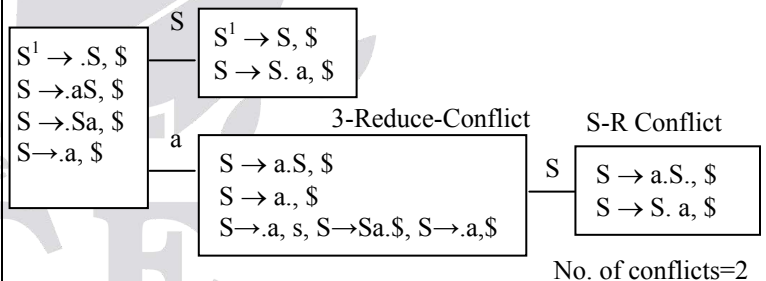 S
S¹ → .S, $
S →.aS, $
S →.Sa, $
S→.a, $
S¹ → S, $
S → S. a, $
a
3-Reduce-Conflict
S → a.S, $
S → a., $
S→.a, s, S→Sa.$, S→.a,$
S
S-R Conflict
S → a.S., $
S → S. a, $
No. of conflicts=2